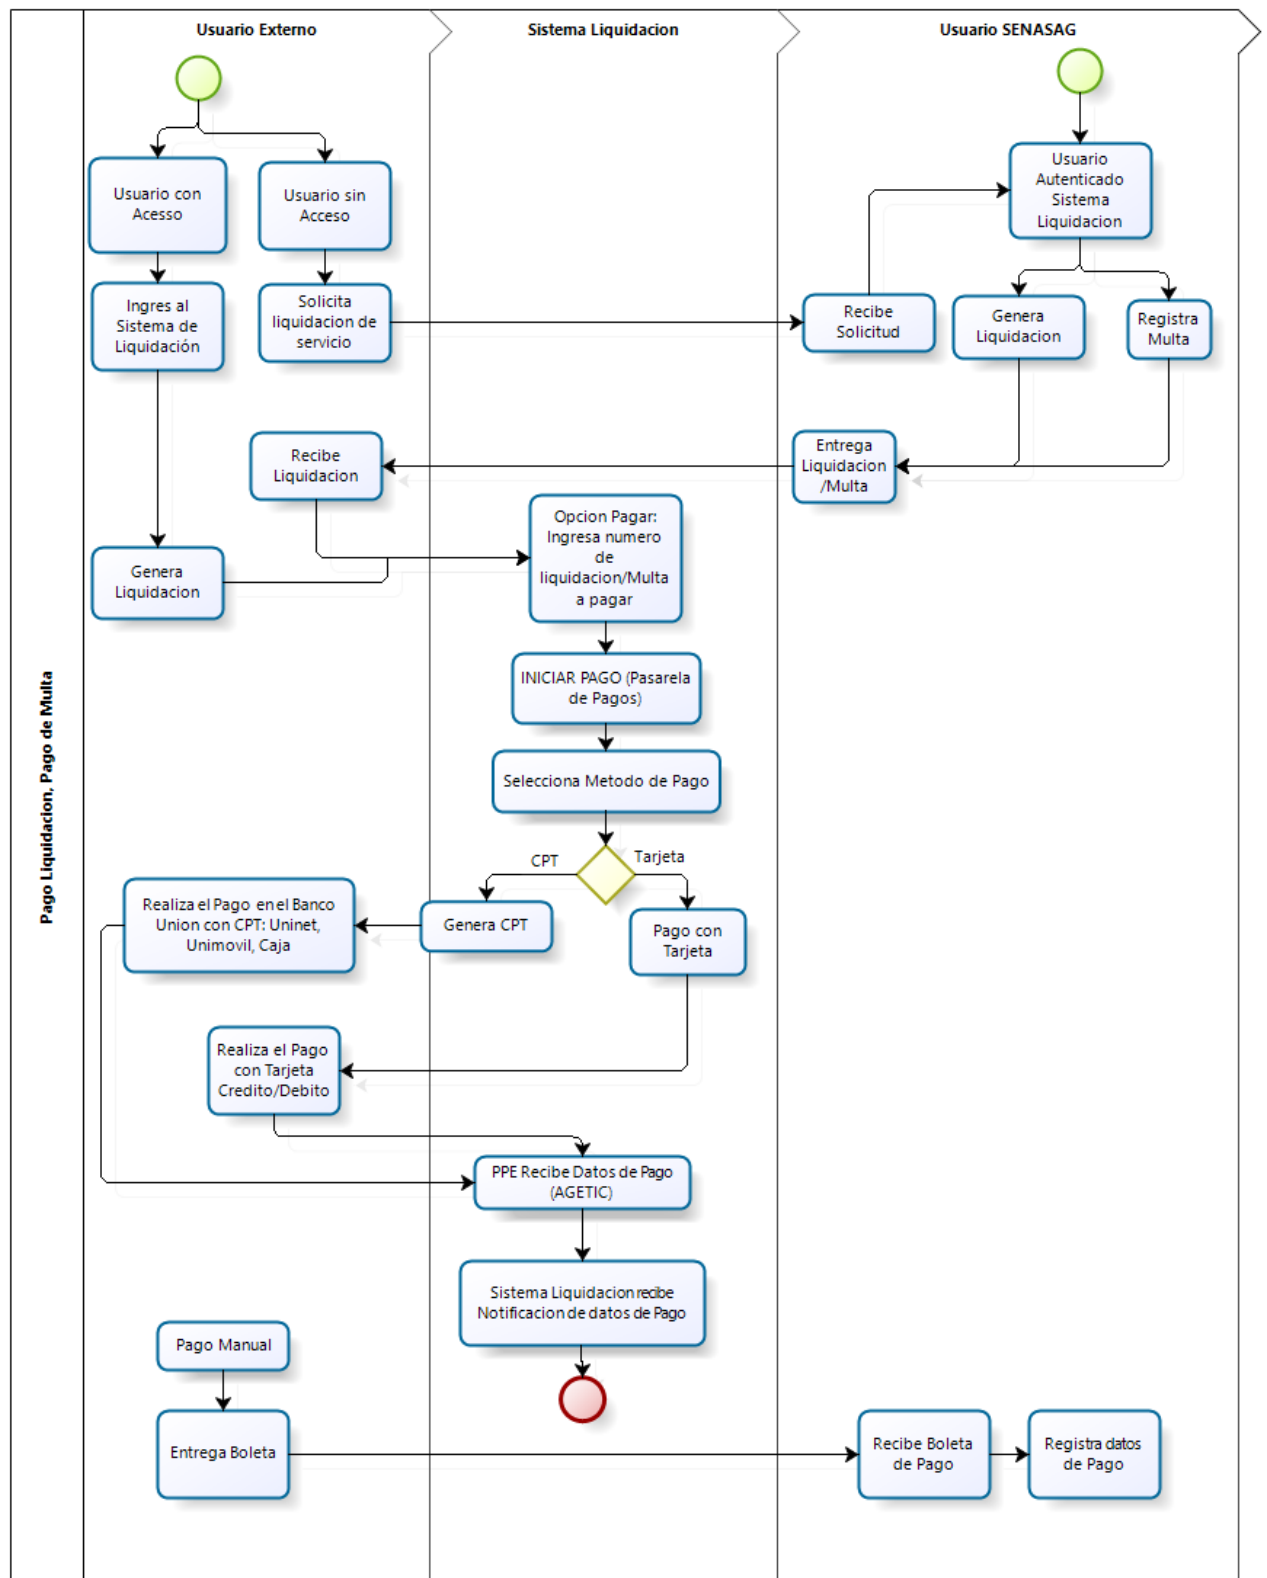 Usuario Externo
Sistema Liquidacion
Usuario SENASAG
Pago Liquidacion, Pago de Multa
Usuario con
Acesso
Usuario sin
Acceso
Usuario
Autenticado
Sistema
Liquidacion
Ingres al
Sistema de
Liquidación
Solicita
liquidacion de
servicio
Recibe
Solicitud
Genera
Liquidacion
Registra
Multa
Recibe
Liquidacion
Entrega
Liquidacion
/Multa
Genera
Liquidacion
Opcion Pagar:
Ingresa numero
de
liquidacion/Multa
a pagar
INICIAR PAGO (Pasarela
de Pagos)
Selecciona Metodo de Pago
CPT
Tarjeta
Realiza el Pago en el Banco
Union con CPT: Uninet,
Unimovil, Caja
Genera CPT
Pago con
Tarjeta
Realiza el Pago
con Tarjeta
Credito/Debito
PPE Recibe Datos de Pago
(AGETIC)
Sistema Liquidacion recibe
Notificacion de datos de Pago
Pago Manual
Entrega Boleta
Recibe Boleta
de Pago
Registra datos
de Pago